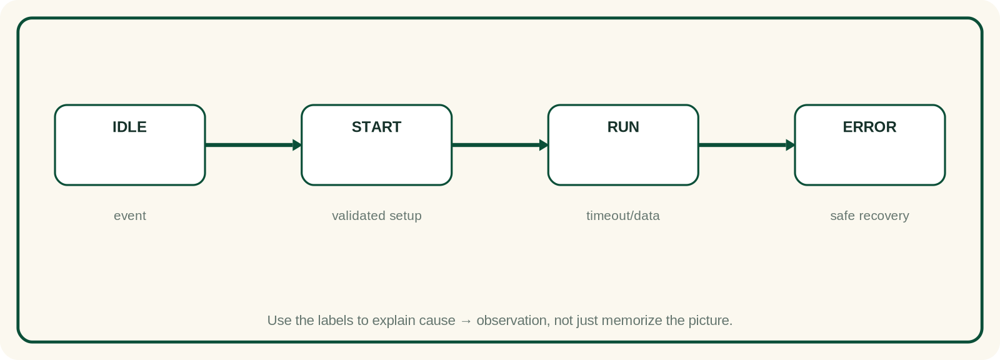 IDLE
START
RUN
ERROR
event
validated setup
timeout/data
safe recovery
Use the labels to explain cause → observation, not just memorize the picture.